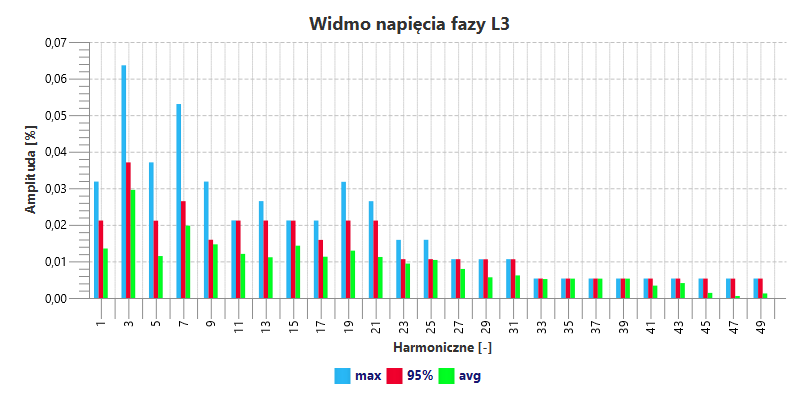 Widmo napięcia fazy L3
Amplituda [%]
0,07
0,06
0,05
0,04
0,03
0,02
0,01
0,00
1 3 5 7 9 11 13 15 17 19 21 23 25 27 29 31 33 35 37 39 41 43 45 47 49
Harmoniczne [-]
max 95% avg